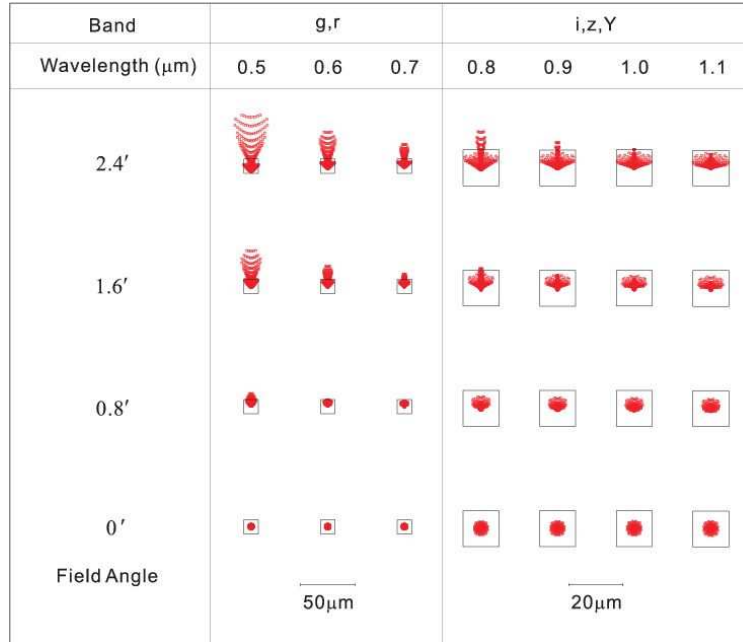 Band g,r i,z,Y
Wavelength (μm) 0.5 0.6 0.7 0.8 0.9 1.0 1.1
2.4′
1.6′
0.8′
0′
Field Angle
50μm 20μm